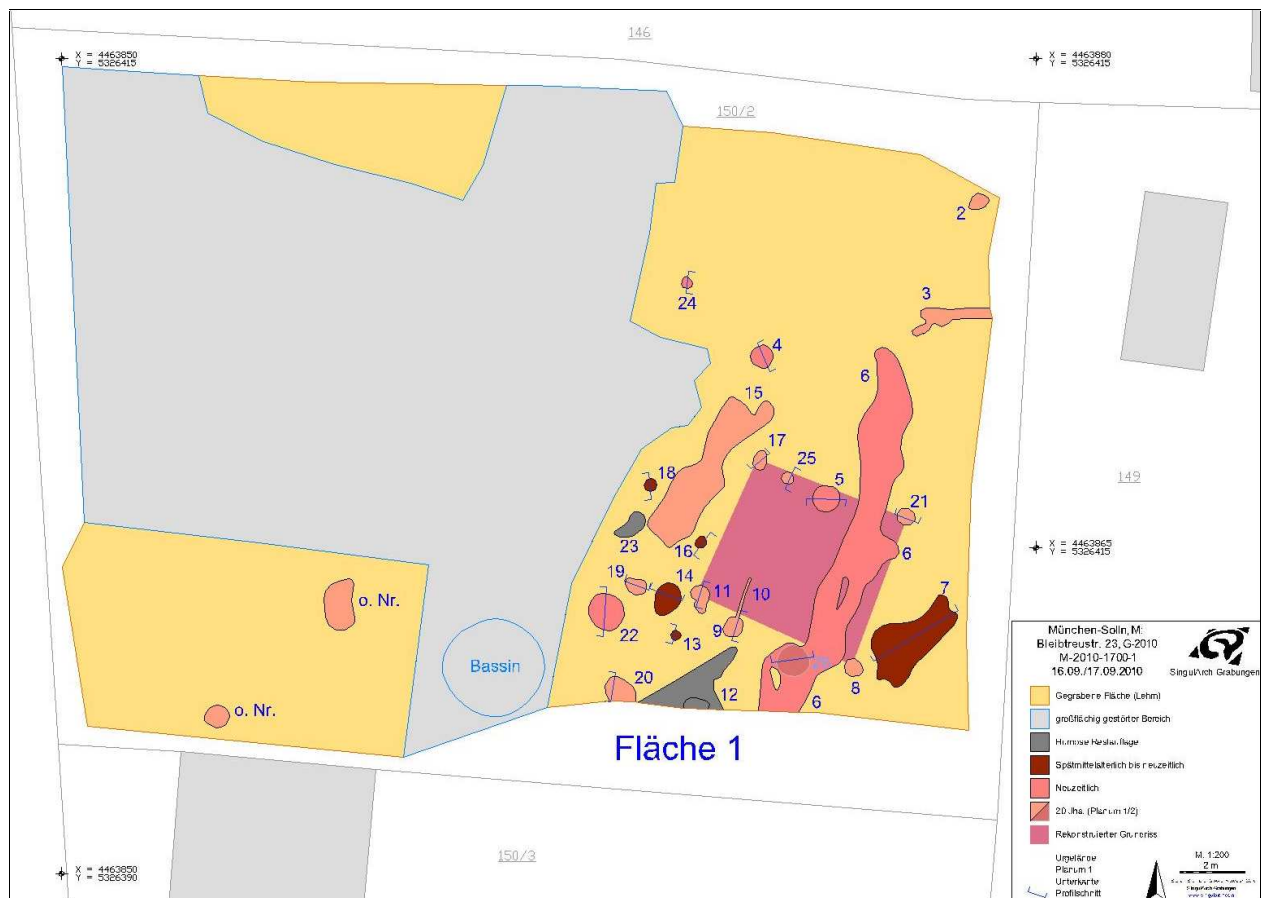 146
X = 4463850
Y = 5326415
X = 4463880
Y = 5326415
150/2
2
3
24
4
6
15
17
25
18
5
149
21
23
16
6
X = 4463865
Y = 5326415
19
14
11
10
7
22
9
13
o. Nr.
Bassin
20
12
6
8
o. Nr.
Fläche 1
150/3
X = 4463850
Y = 5326390
München-Solln, M:
Bleibtreustr. 23, G-2010
M-2010-1700-1
16.09./17.09.2010
SingulArch Grabungen
Gegrabene Fläche (Lehm)
großflächig gestörter Bereich
Humose Restauflage
Spätmittelalterlich bis neuzeitlich
Neuzeitlich
20. Jhs. (Planum 1/2)
Rekonstruierter Grundriss
Urgelände
Planum 1
Unterkante
Profilschnitt
M. 1:200
2 m